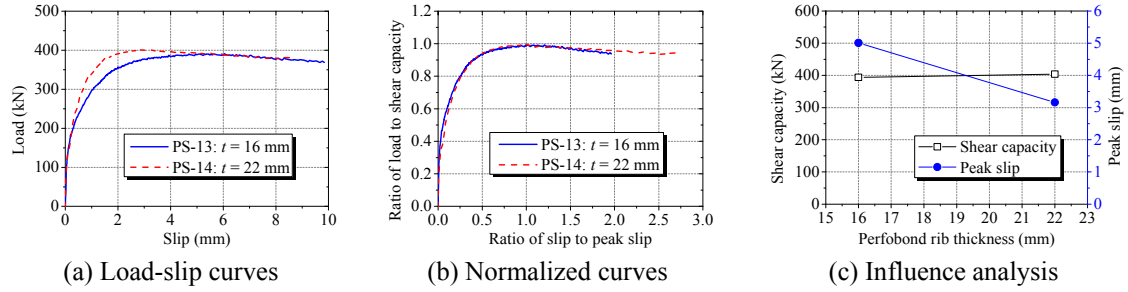 500
400
300
200
100
0
Load (kN)
0 2 4 6 8 10
Slip (mm)
PS-13: t = 16 mm
PS-14: t = 22 mm
(a) Load-slip curves
1.2
1.0
0.8
0.6
0.4
0.2
0.0
Ratio of load to shear capacity
0.0 0.5 1.0 1.5 2.0 2.5 3.0
Ratio of slip to peak slip
PS-13: t = 16 mm
PS-14: t = 22 mm
(b) Normalized curves
600
500
400
300
200
100
0
Shear capacity (kN)
15 16 17 18 19 20 21 22 23
Perfobond rib thickness (mm)
6
5
4
3
2
1
0
Peak slip (mm)
Shear capacity
Peak slip
(c) Influence analysis